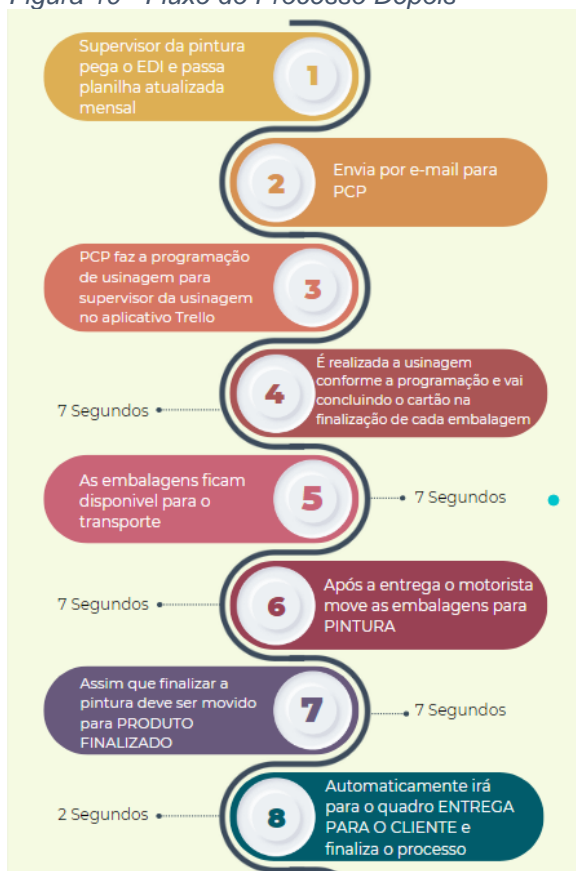 Figura 10 - Fluxo do Processo Depois
Supervisor da pintura
pega o EDI e passa
planilha atualizada
mensal
1
2
Envia por e-mail para
PCP
PCP faz a programação
de usinagem para
supervisor da usinagem
no aplicativo Trello
3
7 Segundos
4
É realizada a usinagem
conforme a programação e vai
concluindo o cartão na
finalização de cada embalagem
As embalagens ficam
disponivel para o
transporte
5
7 Segundos
7 Segundos
6
Após a entrega o motorista
move as embalagens para
PINTURA
Assim que finalizar a
pintura deve ser movido
para PRODUTO
FINALIZADO
7
7 Segundos
2 Segundos
8
Automaticamente irá
para o quadro ENTREGA
PARA O CLIENTE e
finaliza o processo